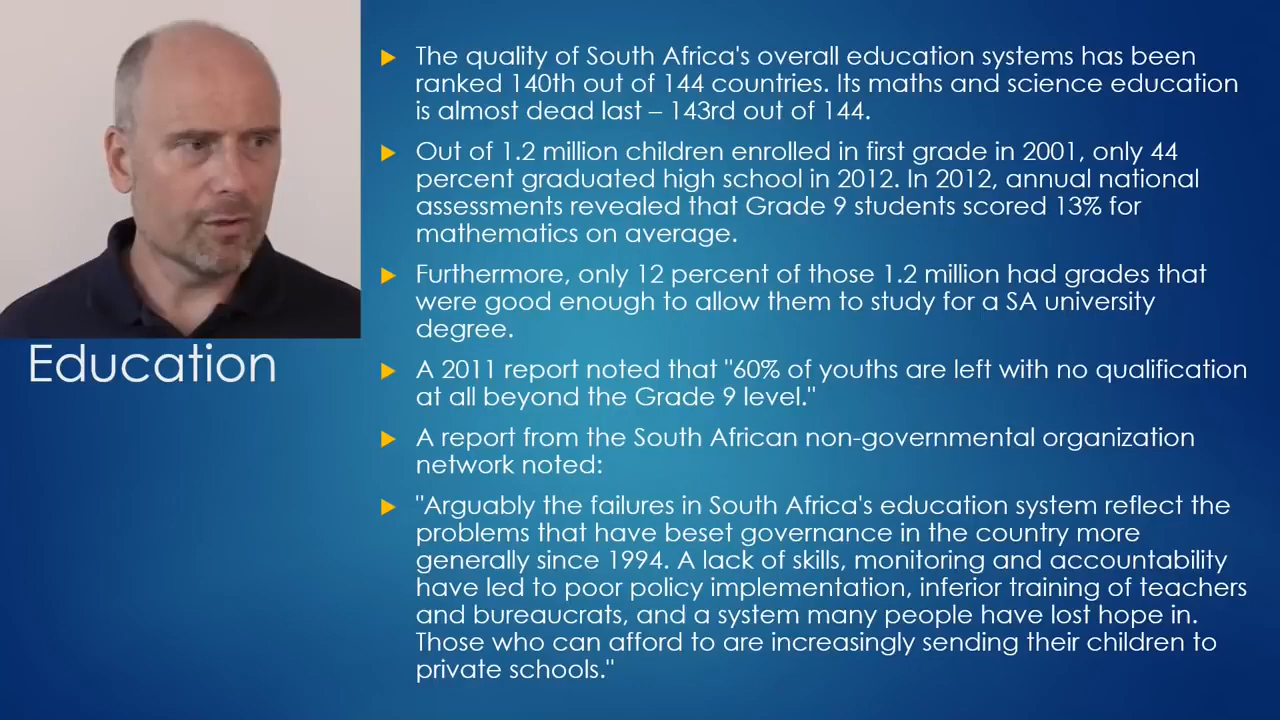 The quality of South Africa's overall education systems has been
ranked 140th out of 144 countries. Its maths and science education
is almost dead last – 143rd out of 144.
Out of 1.2 million children enrolled in first grade in 2001, only 44
percent graduated high school in 2012. In 2012, annual national
assessments revealed that Grade 9 students scored 13% for
mathematics on average.
Furthermore, only 12 percent of those 1.2 million had grades that
were good enough to allow them to study for a SA university
degree.
Education
A 2011 report noted that "60% of youths are left with no qualification
at all beyond the Grade 9 level."
A report from the South African non-governmental organization
network noted:
"Arguably the failures in South Africa's education system reflect the
problems that have beset governance in the country more
generally since 1994. A lack of skills, monitoring and accountability
have led to poor policy implementation, inferior training of teachers
and bureaucrats, and a system many people have lost hope in.
Those who can afford to are increasingly sending their children to
private schools."